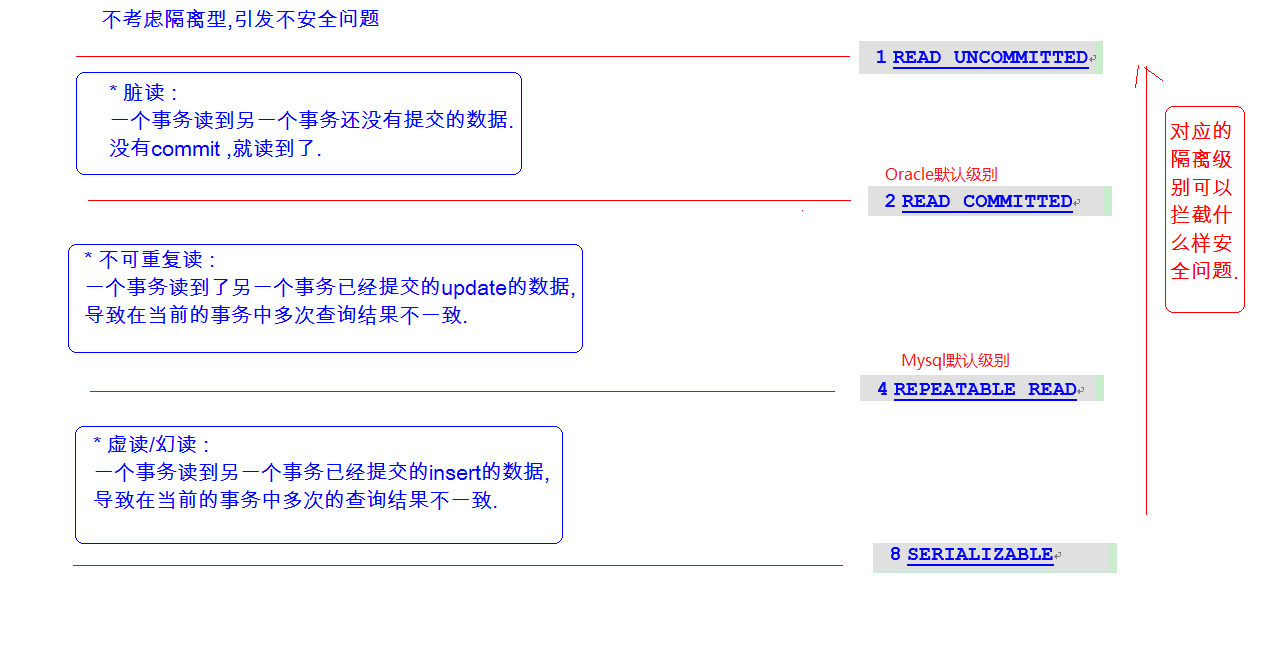 不考虑隔离型,引发不安全问题
1 READ UNCOMMITTED
* 脏读 :
一个事务读到另一个事务还没有提交的数据.
没有commit ,就读到了.
Oracle默认级别
2 READ COMMITTED
* 不可重复读 :
一个事务读到了另一个事务已经提交的update的数据,
导致在当前的事务中多次查询结果不一致.
Mysql默认级别
4 REPEATABLE READ
* 虚读/幻读 :
一个事务读到另一个事务已经提交的insert的数据,
导致在当前的事务中多次的查询结果不一致.
8 SERIALIZABLE
对应的
隔离级
别可以
拦截什
么样安
全问题.